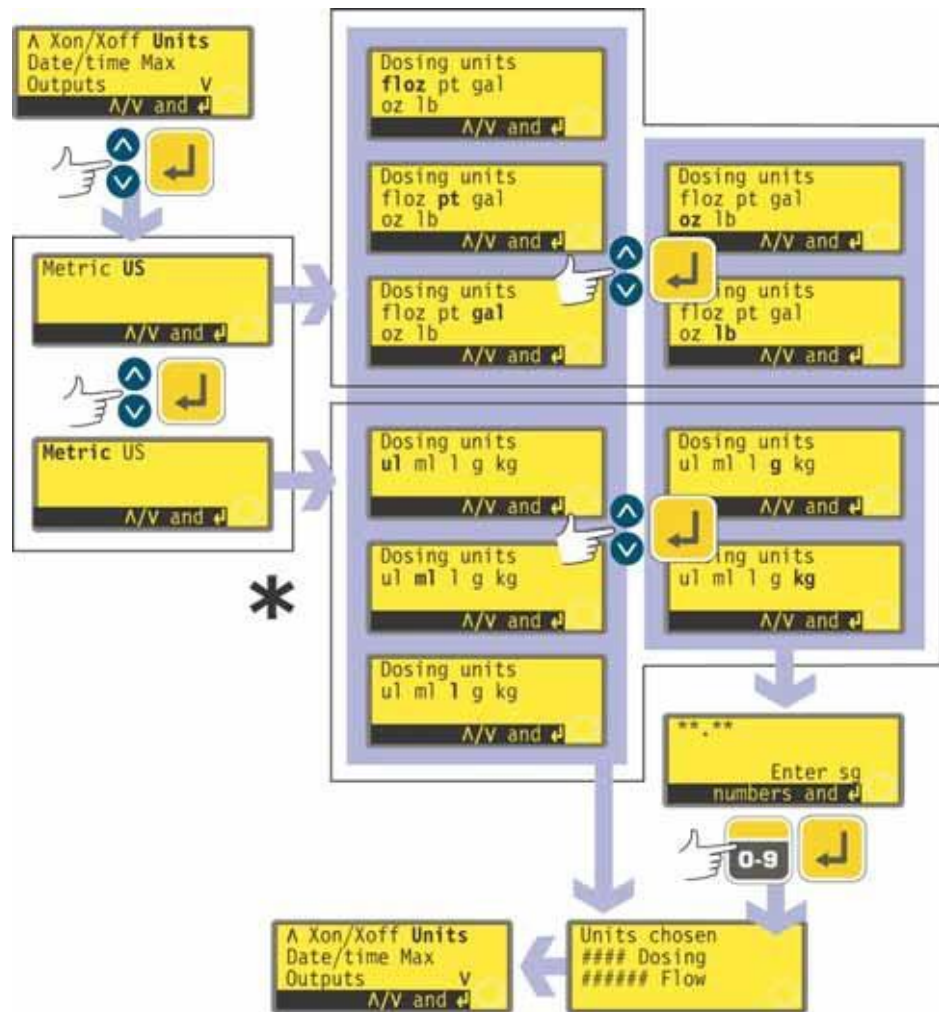 Λ Xon/Xoff Units
Date/time Max
Outputs V
Λ/V and ↵
Metric US
Λ/V and ↵
Metric US
Λ/V and ↵
Dosing units
floz pt gal
oz lb
Λ/V and ↵
Dosing units
floz pt gal
oz lb
Λ/V and ↵
Dosing units
floz pt gal
oz lb
Λ/V and ↵
Dosing units
floz pt gal
oz lb
Λ/V and ↵
ing units
floz pt gal
oz lb
Λ/V and ↵
*
Dosing units
ul ml l g kg
Λ/V and ↵
Dosing units
ul ml l g kg
Λ/V and ↵
Dosing units
ul ml l g kg
Λ/V and ↵
Dosing units
ul ml l g kg
Λ/V and ↵
ing units
ul ml l g kg
Λ/V and ↵
**.**
Enter sg
numbers and ↵
0-9
Units chosen
#### Dosing
###### Flow
Λ Xon/Xoff Units
Date/time Max
Outputs V
Λ/V and ↵